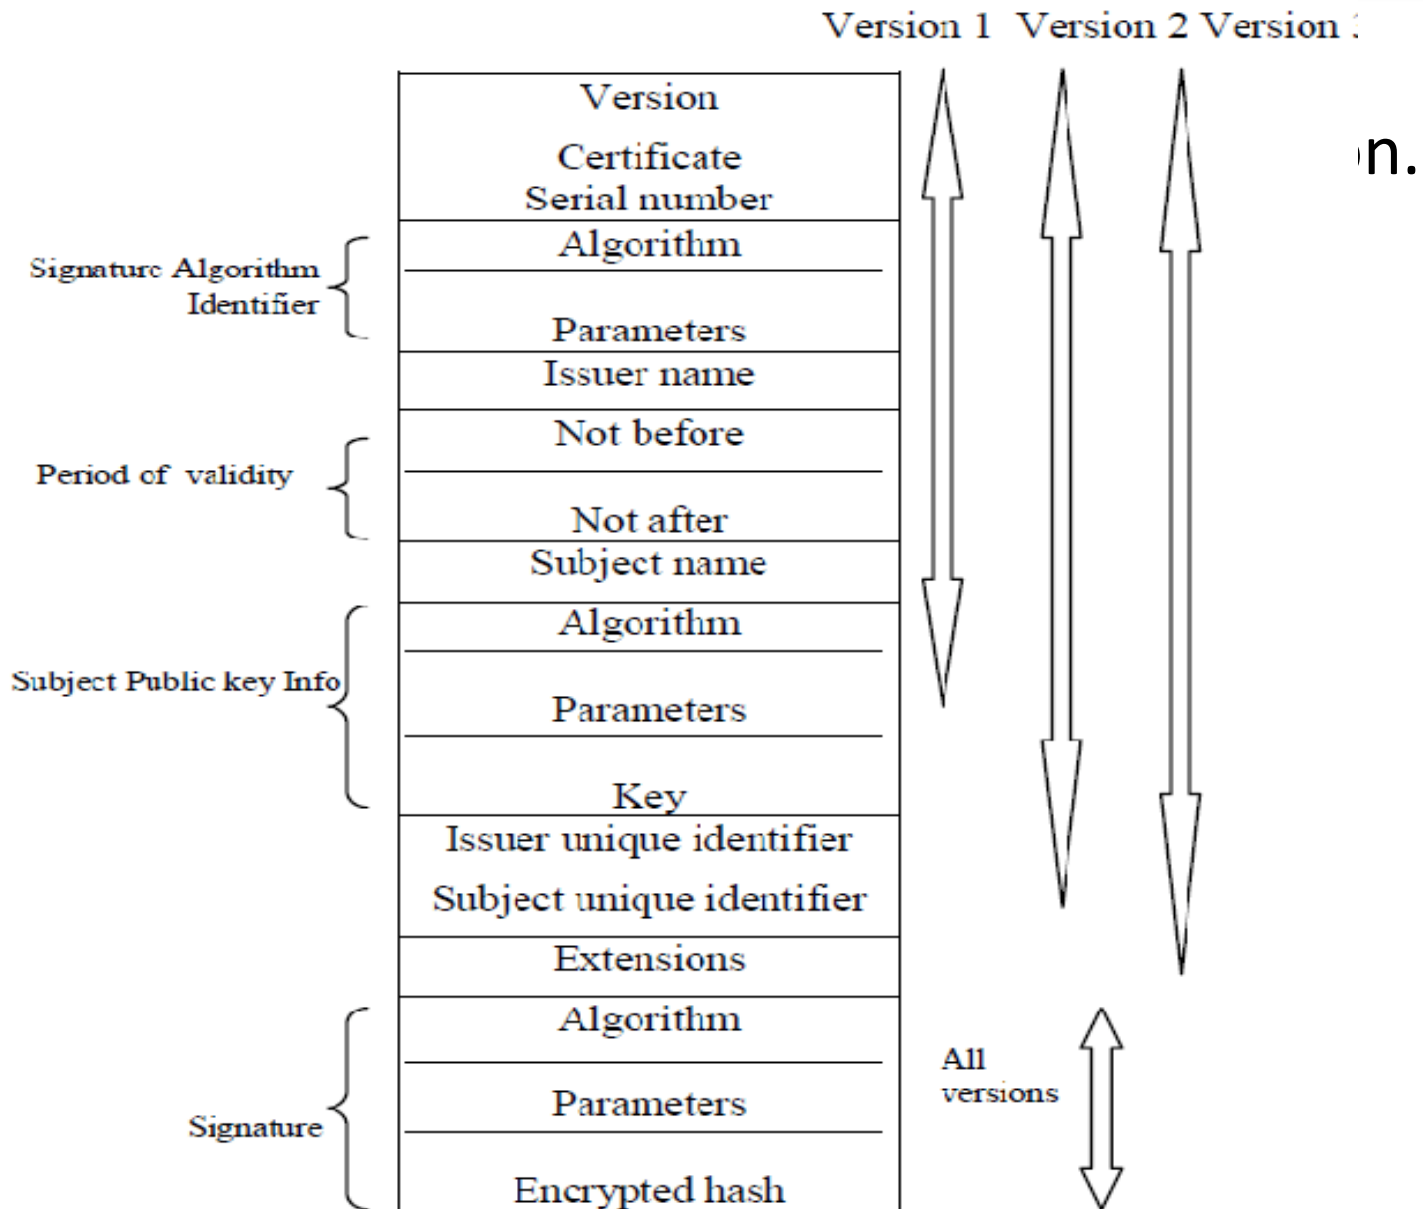 Version 1 Version 2 Version
Version
n.
Certificate
Serial number
Algorithm
Signature Algorithm
Identifier
Parameters
Issuer name
Not before
Period of validity
Not after
Subject name
Algorithm
Subject Public key Info
Parameters
Key
Issuer unique identifier
Subject unique identifier
Extensions
Algorithm
All
versions
Parameters
Signature
Encrypted hash